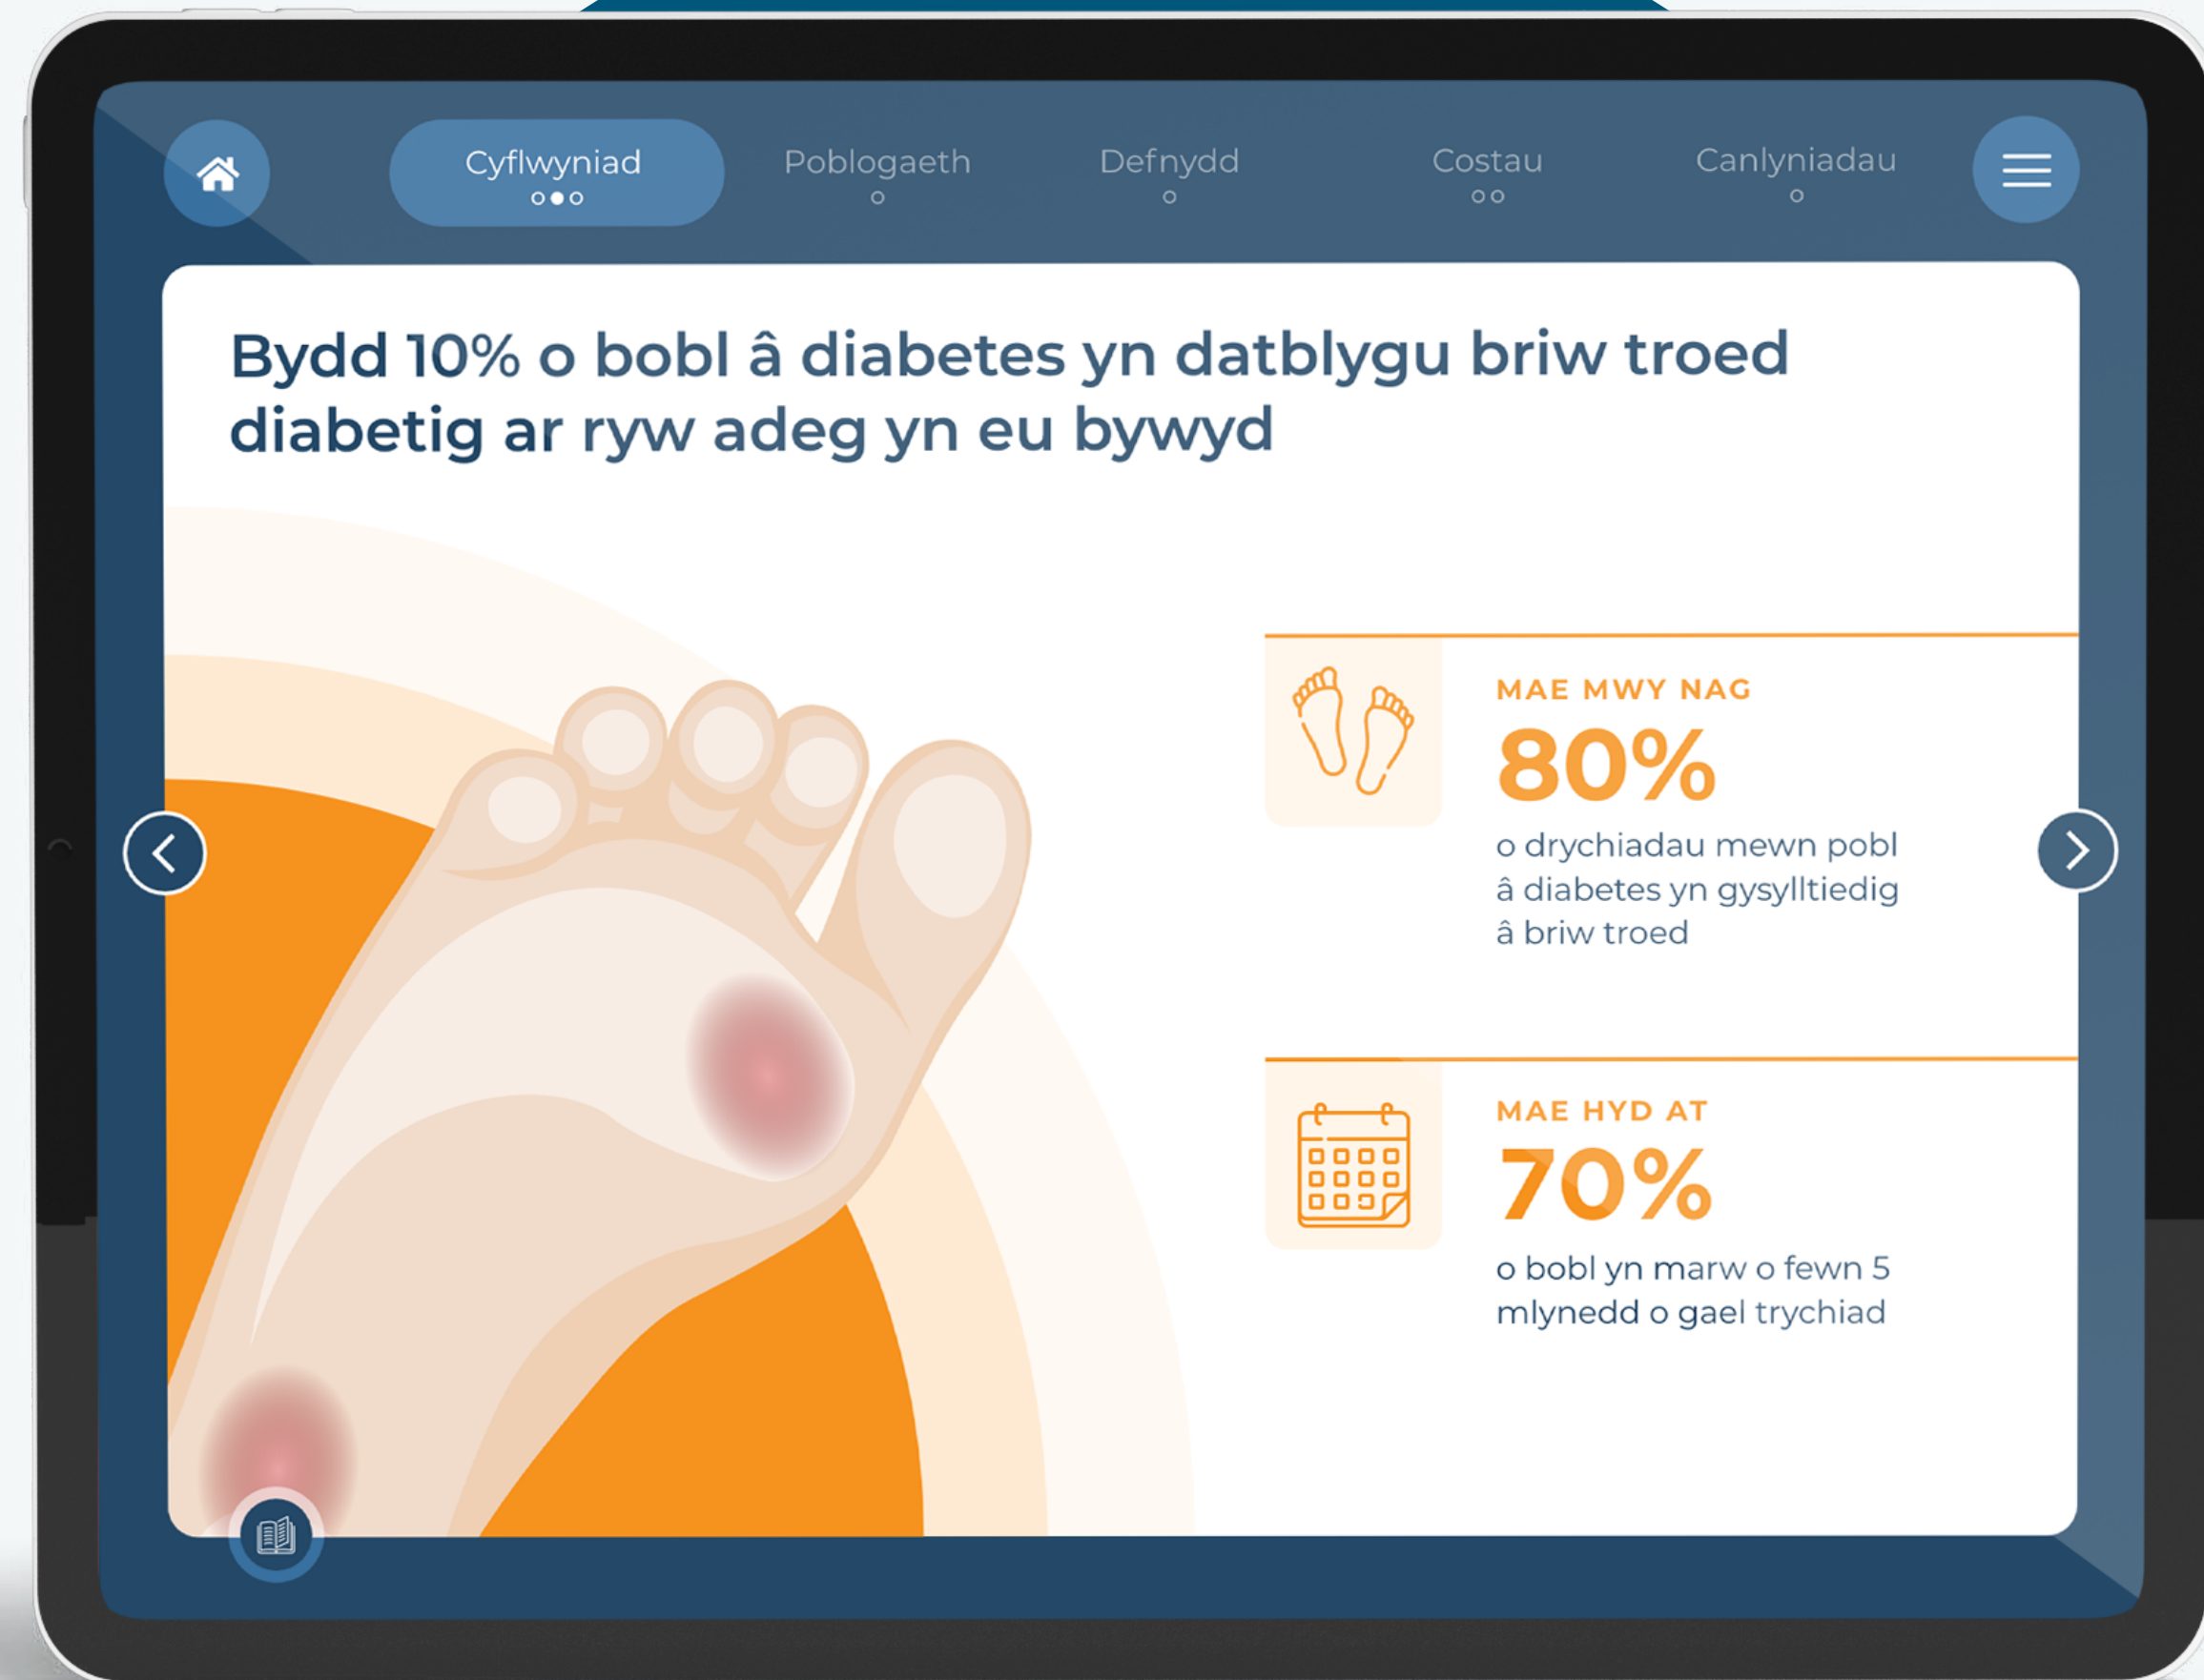 Cyflwyniad
Poblogaeth
Defnydd
Costau
Canlyniadau
Bydd 10% o bobl â diabetes yn datblygu briw troed
diabetig ar ryw adeg yn eu bywyd
MAE MWY NAG
80%
o drychiadau mewn pobl
â diabetes yn gysylltiedig
â briw troed
MAE HYD AT
70%
o bobl yn marw o fewn 5
mlynedd o gael trychiad